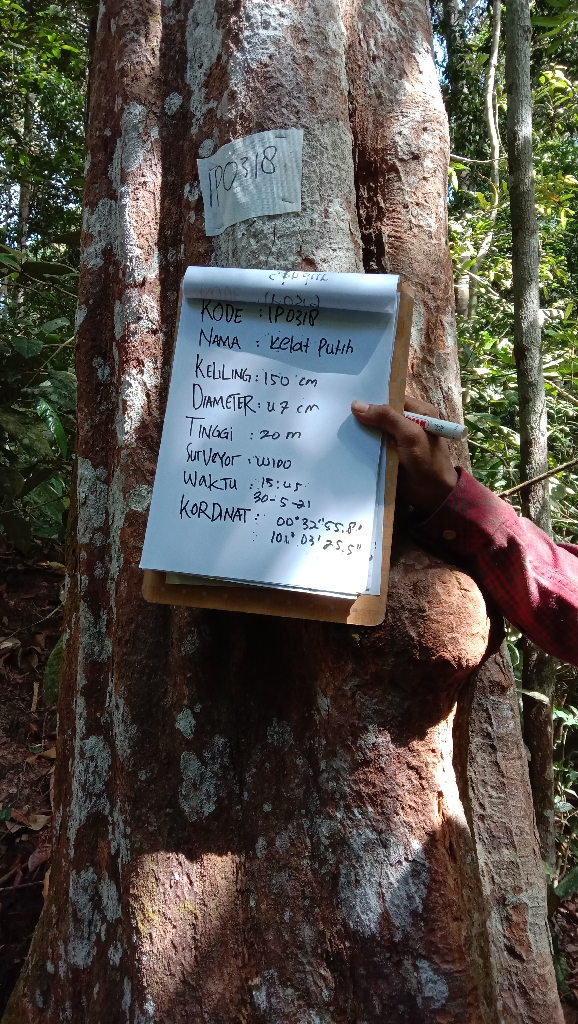 IP0318
KODE : IP0318
NAMA : Kelat Putih
KELILING : 150 cm
DIAMETER : 47 cm
TINGGI : 20 m
SURVEYOR : WIDO
WAKTU : 15:45
30-5-21
KORDINAT : 00° 32' 55.8"
: 101° 03' 25.5"